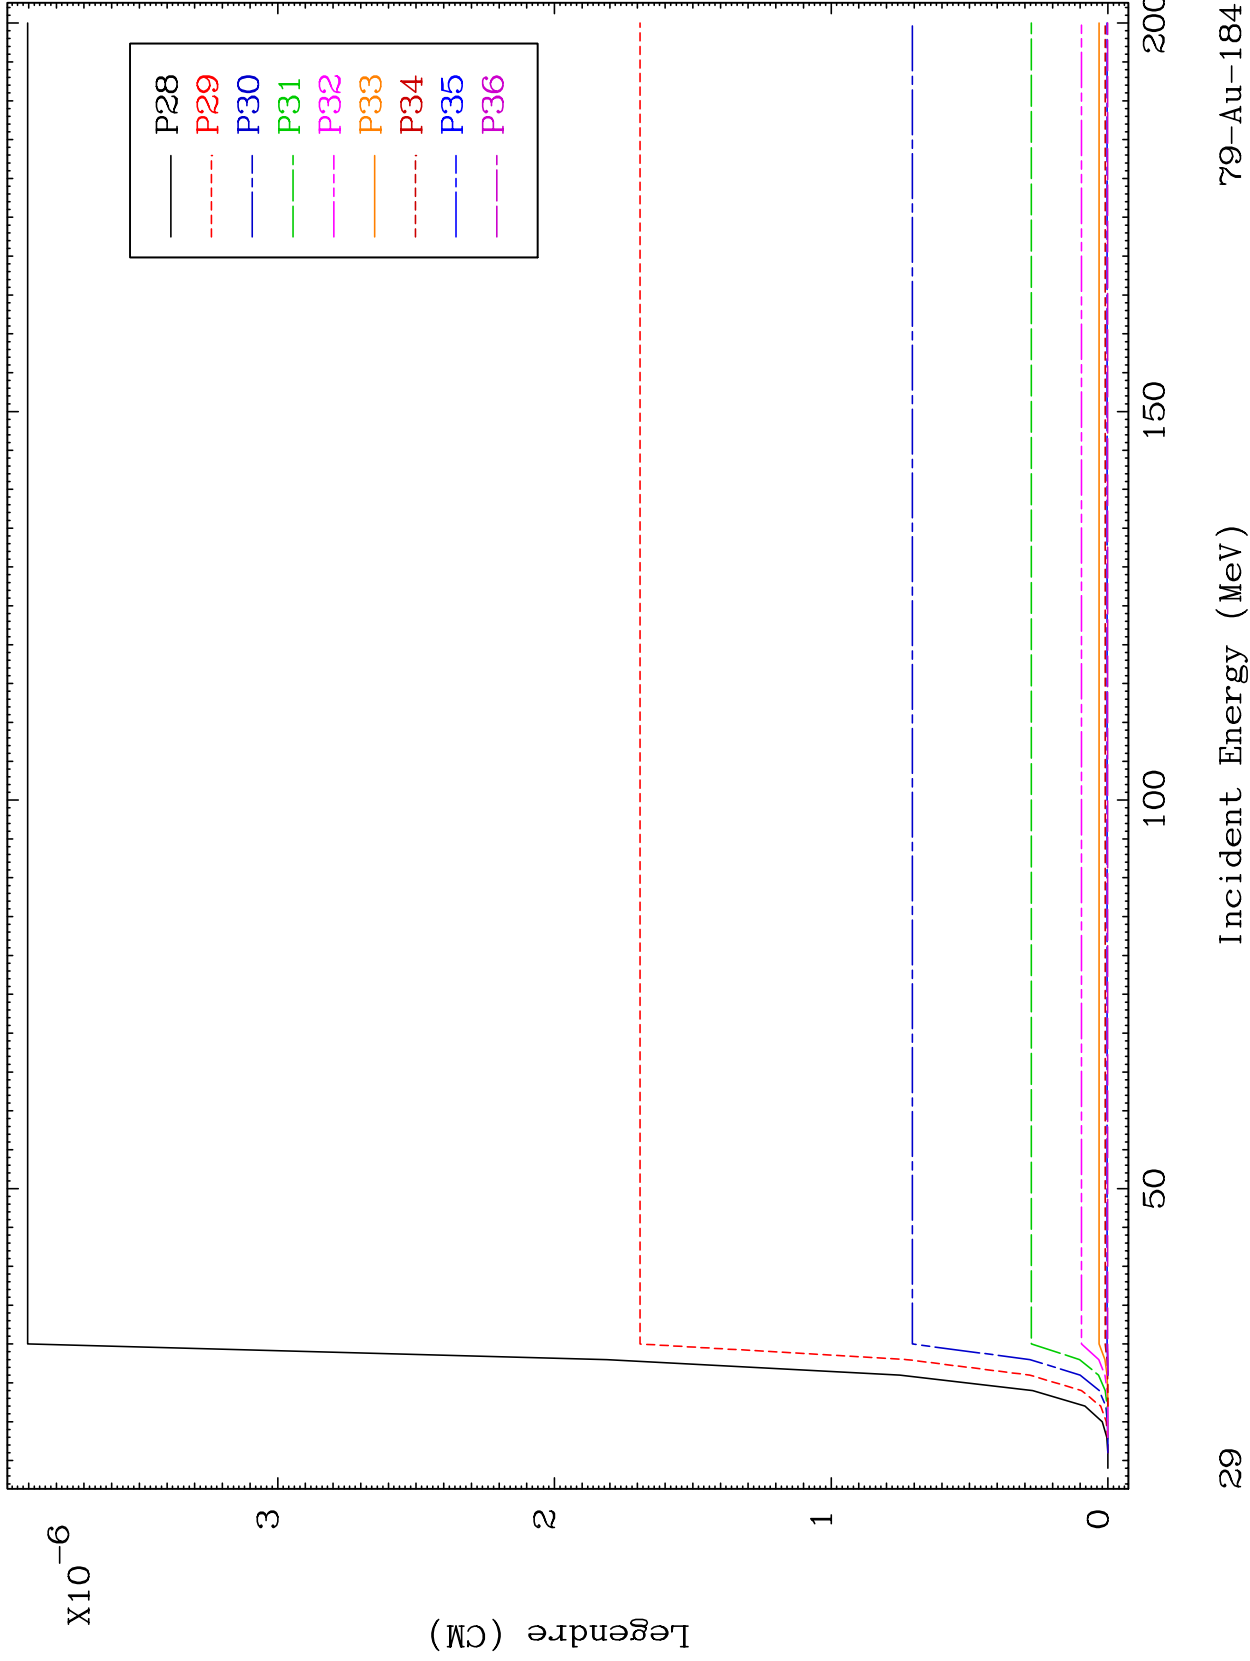 X10-6
3
2
1
0
Legendre (CM)
P28
P29
P30
P31
P32
P33
P34
P35
P36
50
100
150
200
Incident Energy (MeV)
29
79-Au-184